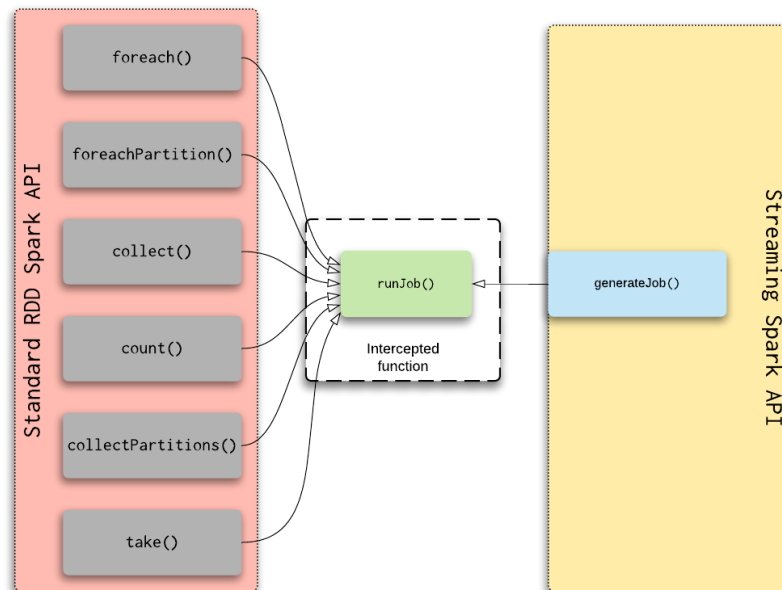 Standard RDD Spark API
foreach()
foreachPartition()
collect()
count()
collectPartitions()
take()
runJob()
Intercepted
function
generateJob()
Streaming Spark API